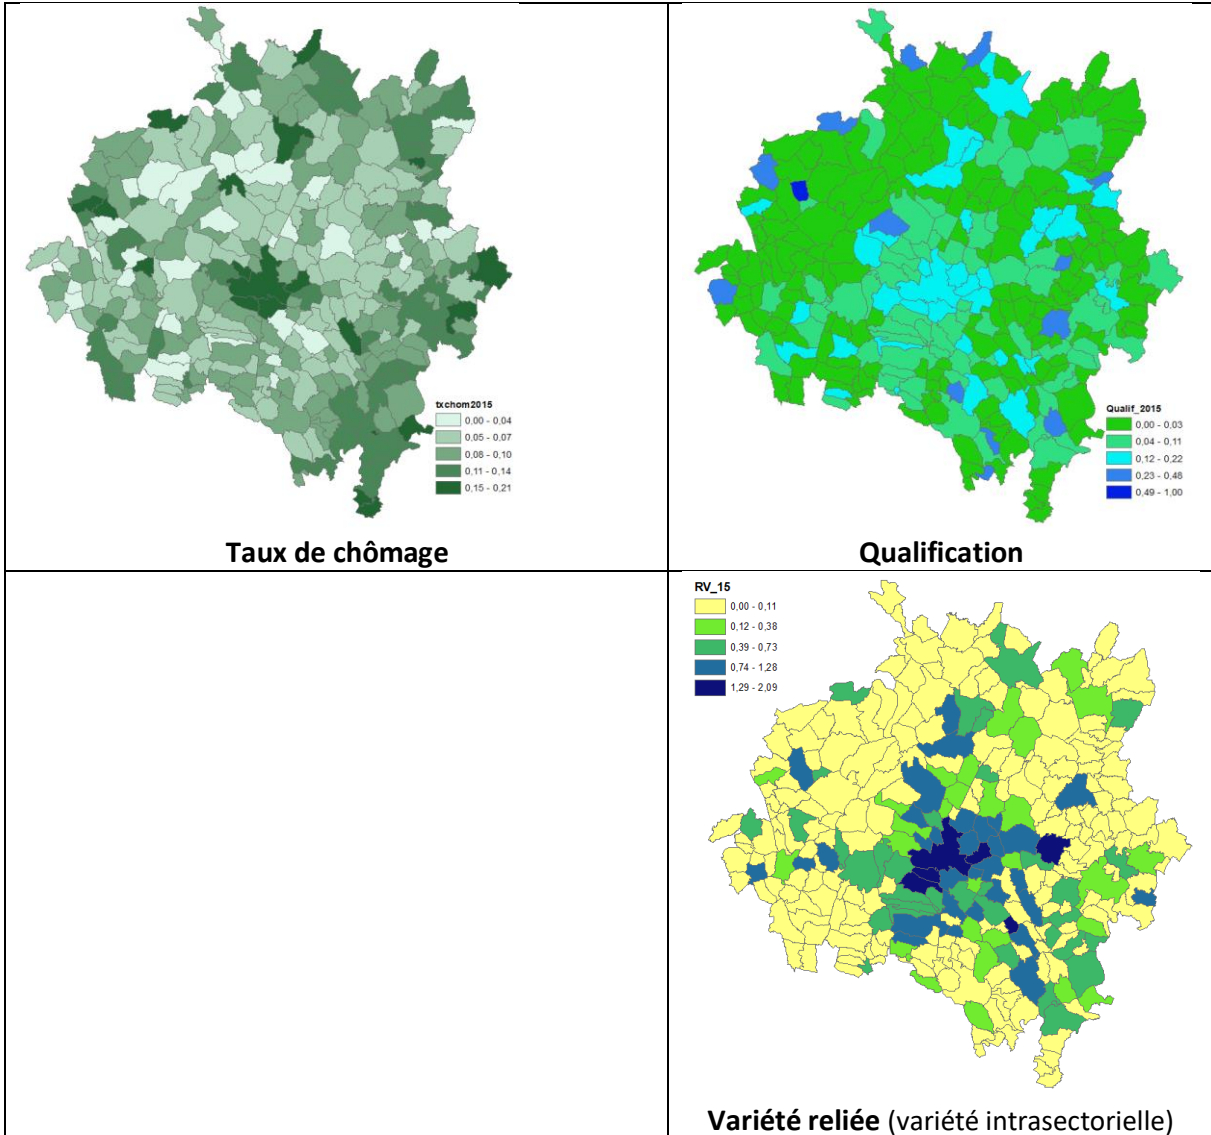 txchom2015
0,00 - 0,04
0,05 - 0,07
0,08 - 0,10
0,11 - 0,14
0,15 - 0,21
Taux de chômage
Qualif_2015
0,00 - 0,03
0,04 - 0,11
0,12 - 0,22
0,23 - 0,48
0,49 - 1,00
Qualification
RV_15
0,00 - 0,11
0,12 - 0,38
0,39 - 0,73
0,74 - 1,28
1,29 - 2,09
Variété reliée (variété intrasectorielle)